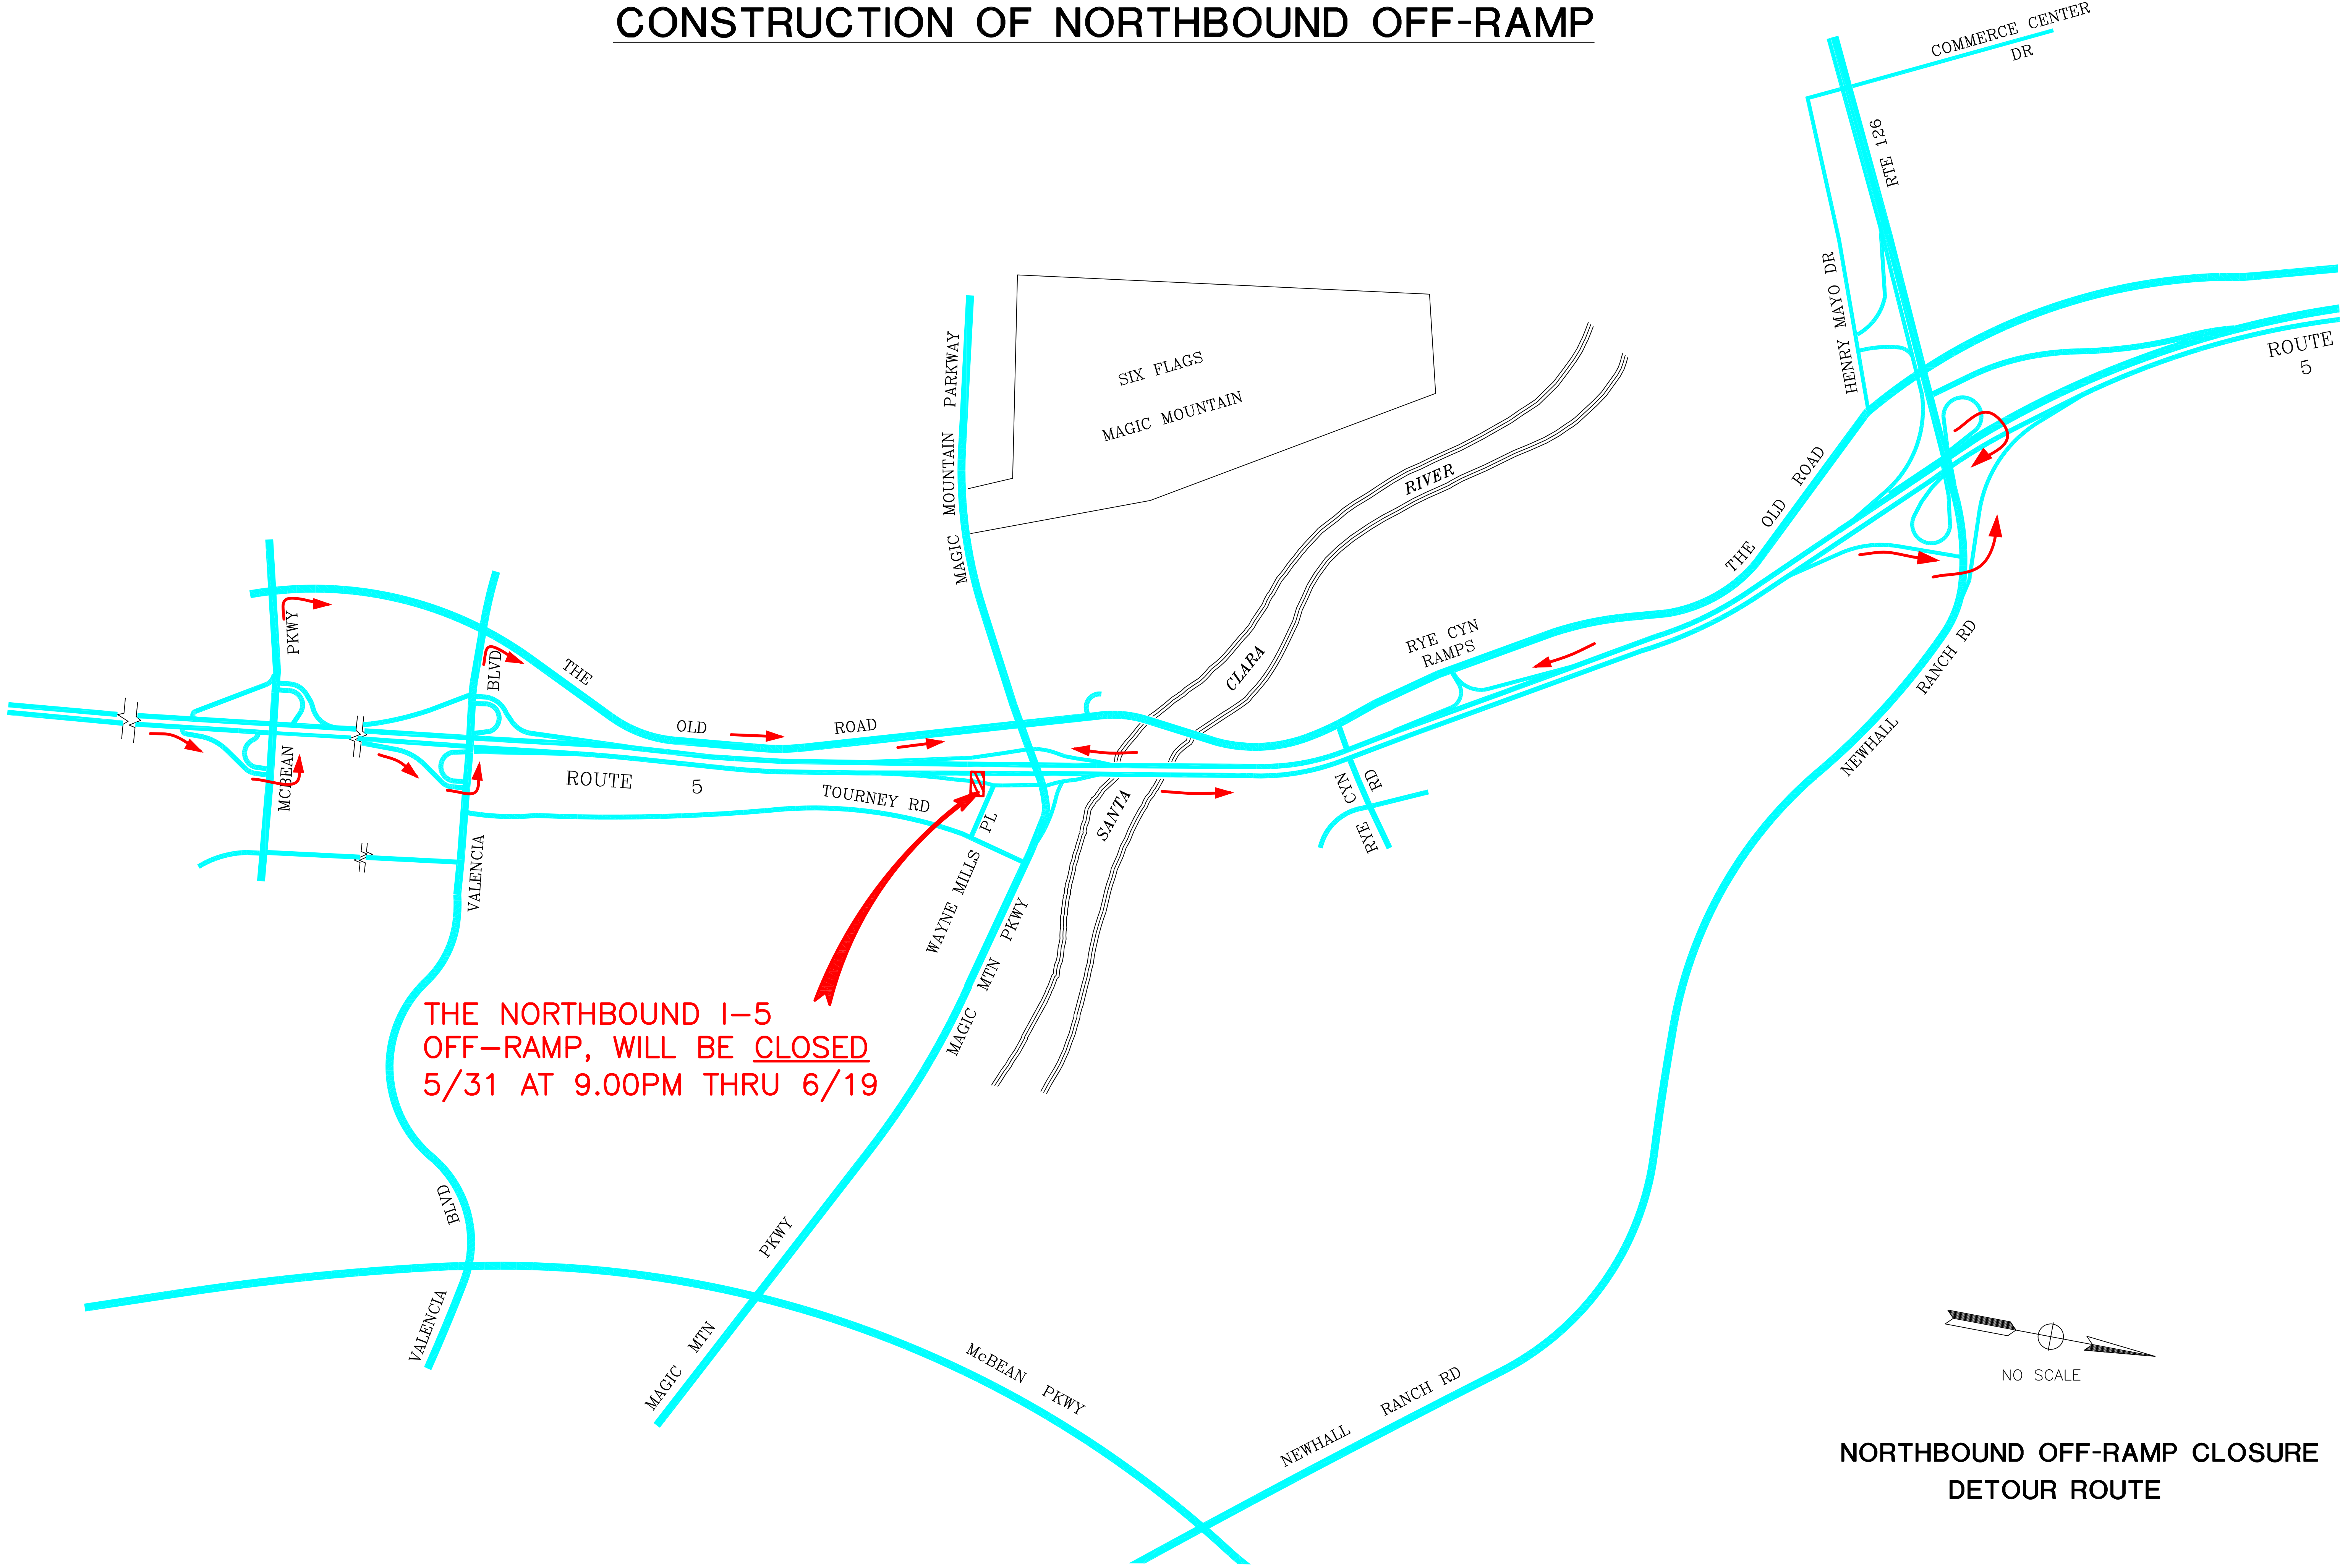 CONSTRUCTION OF NORTHBOUND OFF-RAMP
COMMERCE CENTER
DR
RTE 126
HENRY MAYO DR
ROUTE
5
SIX FLAGS
MAGIC MOUNTAIN
MAGIC MOUNTAIN PARKWAY
RIVER
CLARA
SANTA
THE OLD ROAD
RYE CYN
RAMPS
NEWHALL RANCH RD
PKWY
MCBEAN
BLVD
VALENCIA
THE OLD ROAD
ROUTE 5
TOURNEY RD
WAYNE MILLS PL
RYE CYN
RD
MAGIC MTN PKWY
THE NORTHBOUND I-5
OFF-RAMP, WILL BE CLOSED
5/31 AT 9.00PM THRU 6/19
VALENCIA BLVD
MAGIC MTN PKWY
McBEAN PKWY
NEWHALL RANCH RD
NO SCALE
NORTHBOUND OFF-RAMP CLOSURE
DETOUR ROUTE